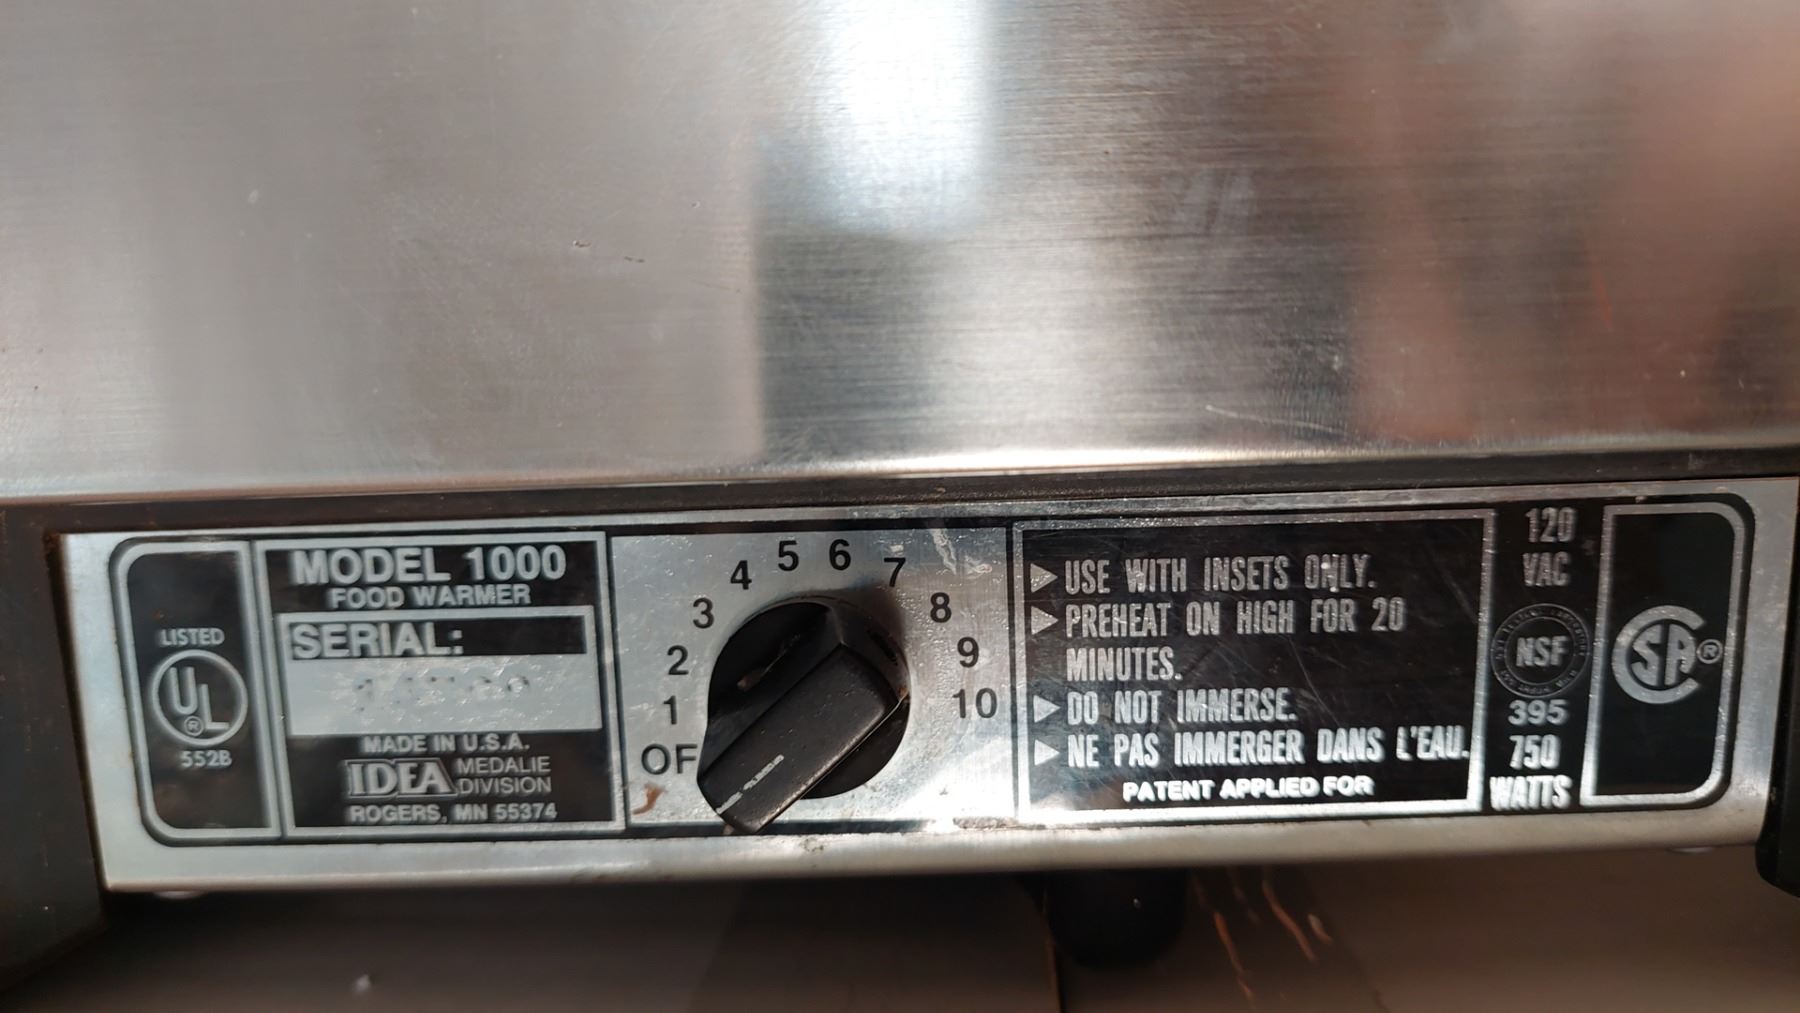 LISTED
UL
®
552B
MODEL 1000
FOOD WARMER
SERIAL:
MADE IN U.S.A.
IDEA MEDALIE
DIVISION
ROGERS, MN 55374
OF
1
2
3
4
5
6
7
8
9
10
USE WITH INSETS ONLY.
PREHEAT ON HIGH FOR 20
MINUTES.
DO NOT IMMERSE.
NE PAS IMMERGER DANS L'EAU.
PATENT APPLIED FOR
120
VAC
NSF
395
750
WATTS
SA®